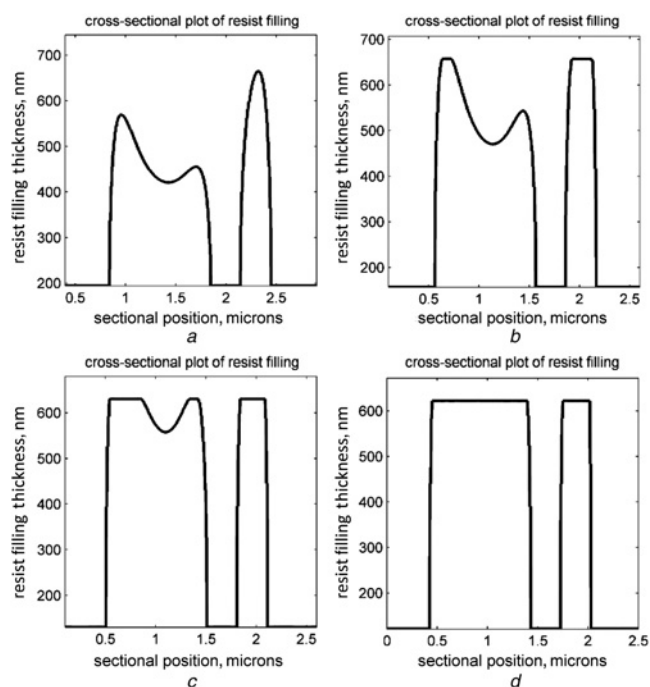 cross-sectional plot of resist filling
resist filling thickness, nm
700
600
500
400
300
200
0.5 1 1.5 2 2.5
sectional position, microns
a
cross-sectional plot of resist filling
resist filling thickness, nm
700
600
500
400
300
200
0.5 1 1.5 2 2.5
sectional position, microns
b
cross-sectional plot of resist filling
resist filling thickness, nm
600
500
400
300
200
0.5 1 1.5 2 2.5
sectional position, microns
c
cross-sectional plot of resist filling
resist filling thickness, nm
600
500
400
300
200
0 0.5 1 1.5 2 2.5
sectional position, microns
d